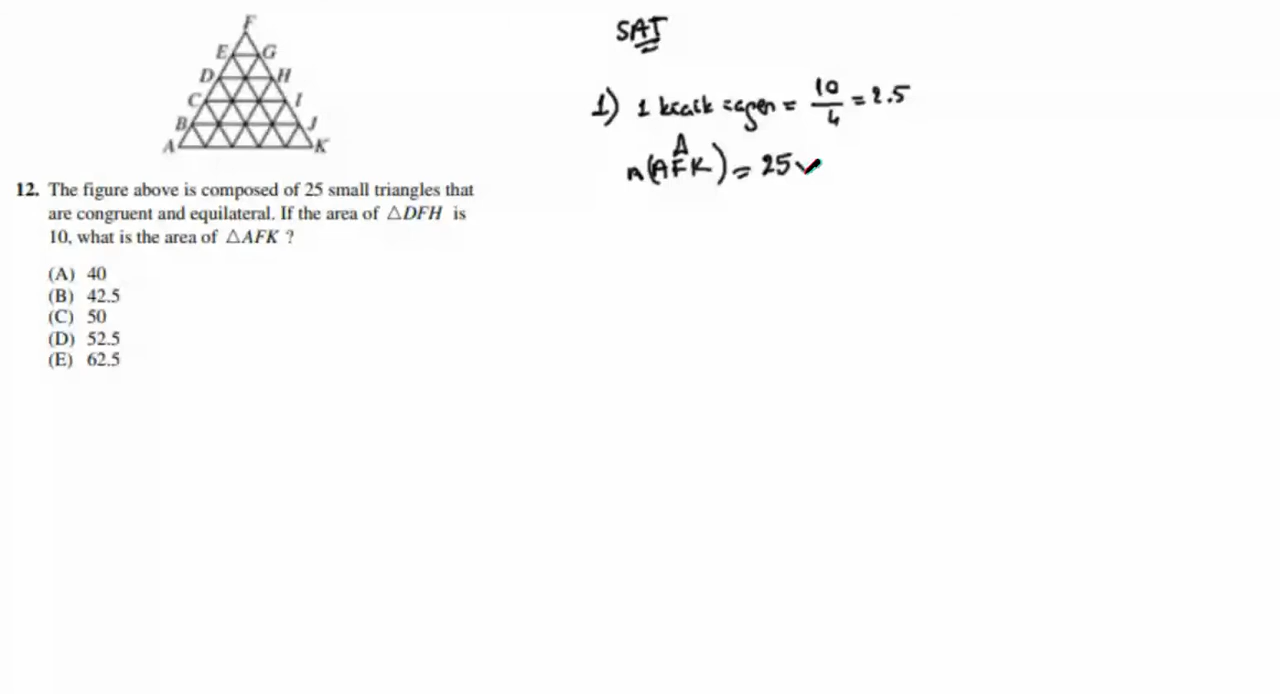 F
E G
D H
C I
B J
A K
12. The figure above is composed of 25 small triangles that
are congruent and equilateral. If the area of △DFH is
10, what is the area of △AFK ?
(A) 40
(B) 42.5
(C) 50
(D) 52.5
(E) 62.5
SAT
1) 1 = 10/4 = 2.5
(AFK) = 25